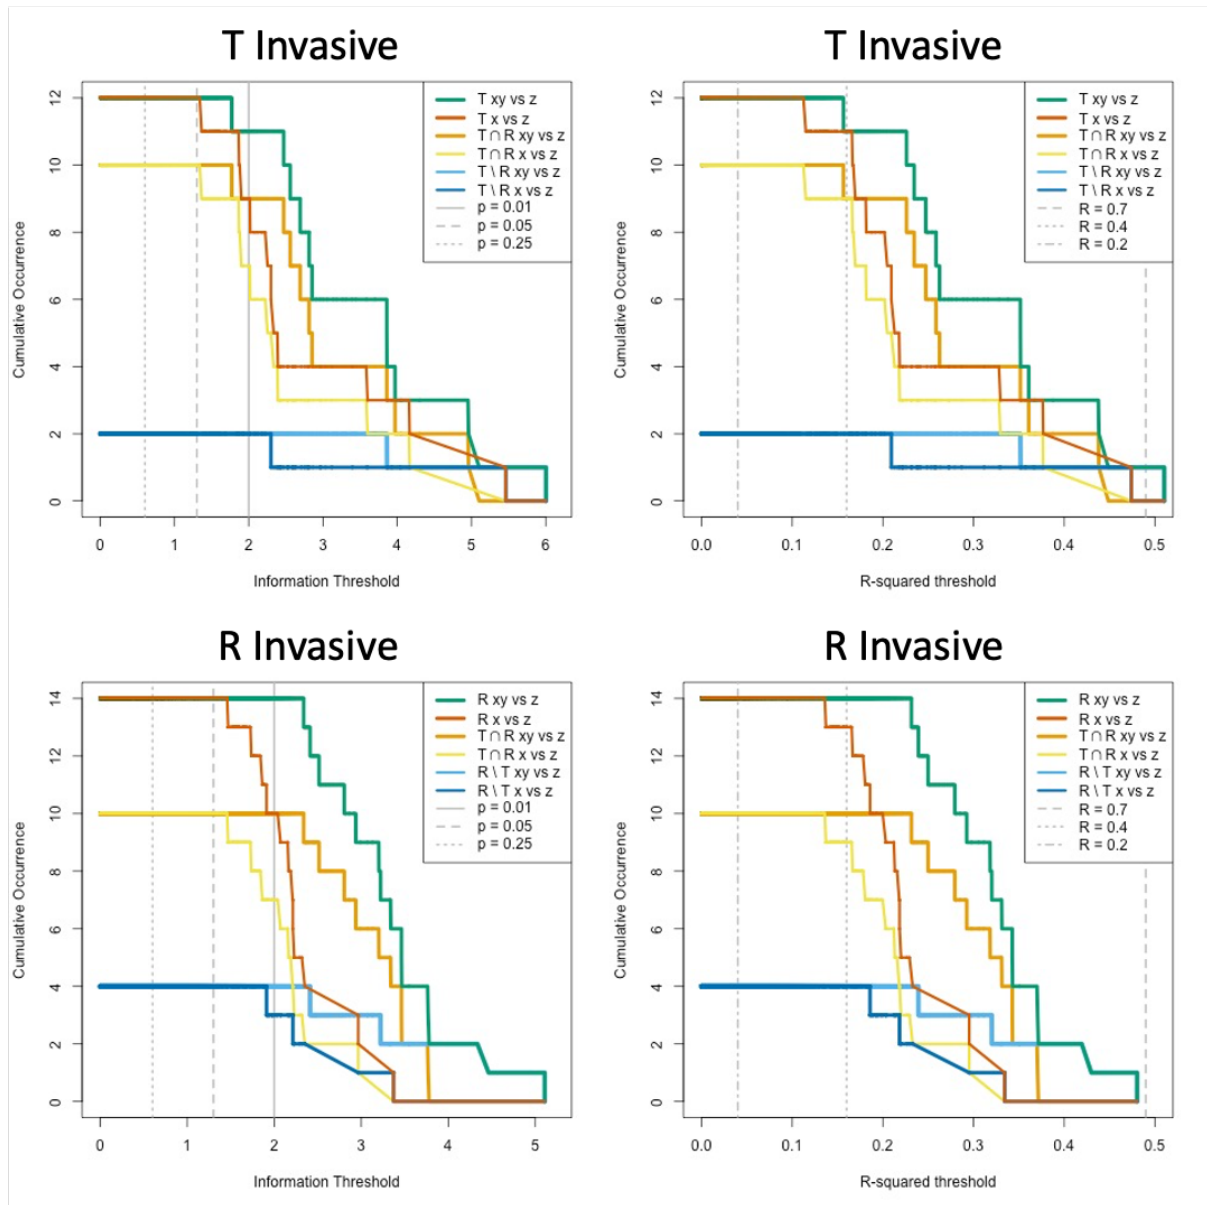 T Invasive
T Invasive
12
10
8
6
4
2
0
Cumulative Occurrence
T xy vs z
T x vs z
T ∩ R xy vs z
T ∩ R x vs z
T \ R xy vs z
T \ R x vs z
p = 0.01
p = 0.05
p = 0.25
0 1 2 3 4 5 6
Information Threshold
12
10
8
6
4
2
0
Cumulative Occurrence
T xy vs z
T x vs z
T ∩ R xy vs z
T ∩ R x vs z
T \ R xy vs z
T \ R x vs z
R = 0.7
R = 0.4
R = 0.2
0.0 0.1 0.2 0.3 0.4 0.5
R-squared threshold
R Invasive
R Invasive
14
12
10
8
6
4
2
0
Cumulative Occurrence
R xy vs z
R x vs z
T ∩ R xy vs z
T ∩ R x vs z
R \ T xy vs z
R \ T x vs z
p = 0.01
p = 0.05
p = 0.25
0 1 2 3 4 5
Information Threshold
14
12
10
8
6
4
2
0
Cumulative Occurrence
R xy vs z
R x vs z
T ∩ R xy vs z
T ∩ R x vs z
R \ T xy vs z
R \ T x vs z
R = 0.7
R = 0.4
R = 0.2
0.0 0.1 0.2 0.3 0.4 0.5
R-squared threshold